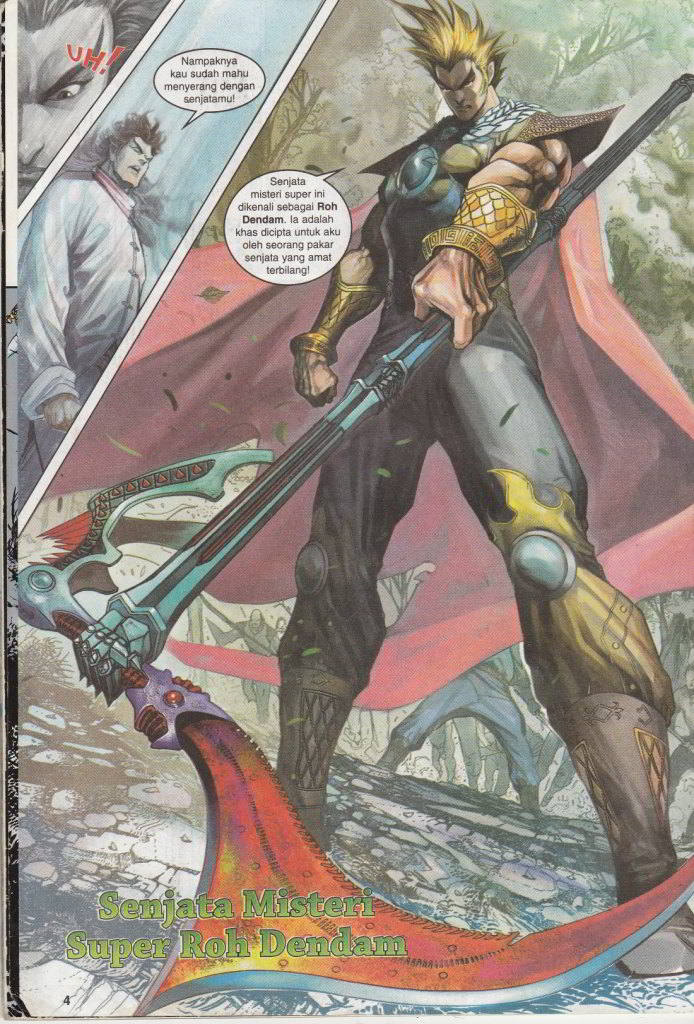 UH!
Nampaknya
kau sudah mahu
menyerang dengan
senjatamu!
Senjata
misteri super ini
dikenali sebagai Roh
Dendam. Ia adalah
khas dicipta untuk aku
oleh seorang pakar
senjata yang amat
terbilang!
Senjata Misteri
Super Roh Dendam
4